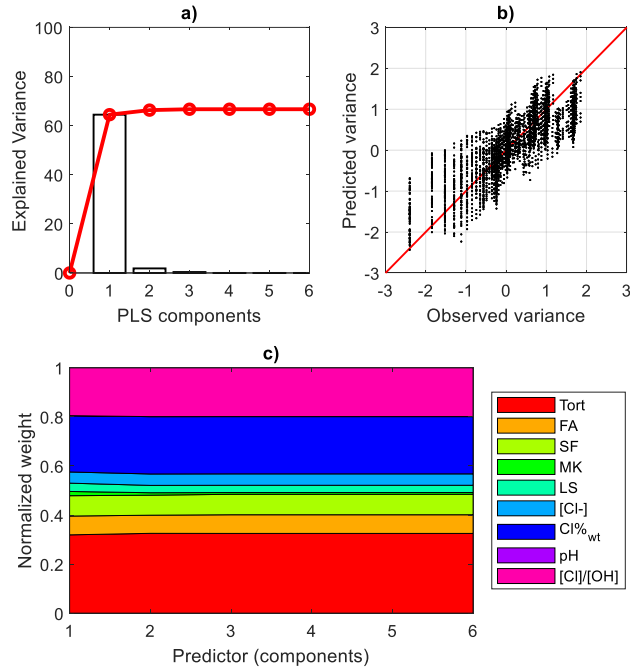 a)
100
80
60
40
20
0
Explained Variance
0 1 2 3 4 5 6
PLS components
b)
3
2
1
0
-1
-2
-3
Predicted variance
-3 -2 -1 0 1 2 3
Observed variance
c)
1
0.8
0.6
0.4
0.2
0
Normalized weight
1 2 3 4 5 6
Predictor (components)
Tort
FA
SF
MK
LS
[Cl-]
Cl%wt
pH
[Cl]/[OH]